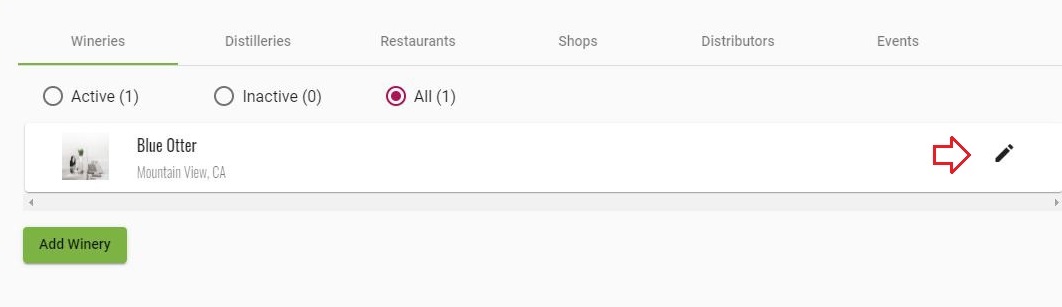 Wineries Distilleries Restaurants Shops Distributors Events
Active (1) Inactive (0) All (1)
Blue Otter
Mountain View, CA
Add Winery